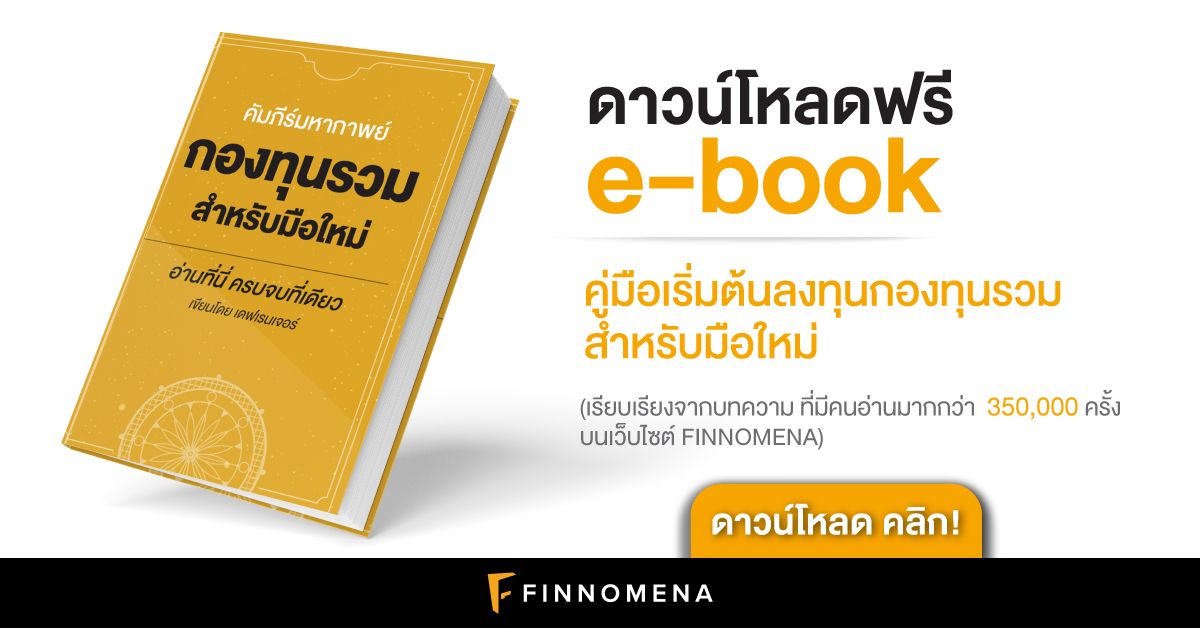 คัมภีร์มหากาพย์
กองทุนรวม
สำหรับมือใหม่
อ่านที่นี่ ครบจบที่เดียว
เขียนโดย เดฟเรนเจอร์
ดาวน์โหลดฟรี
e-book
คู่มือเริ่มต้นลงทุนกองทุนรวม
สำหรับมือใหม่
(เรียบเรียงจากบทความ ที่มีคนอ่านมากกว่า 350,000 ครั้ง
บนเว็บไซต์ FINNOMENA)
ดาวน์โหลด คลิก!
FINNOMENA